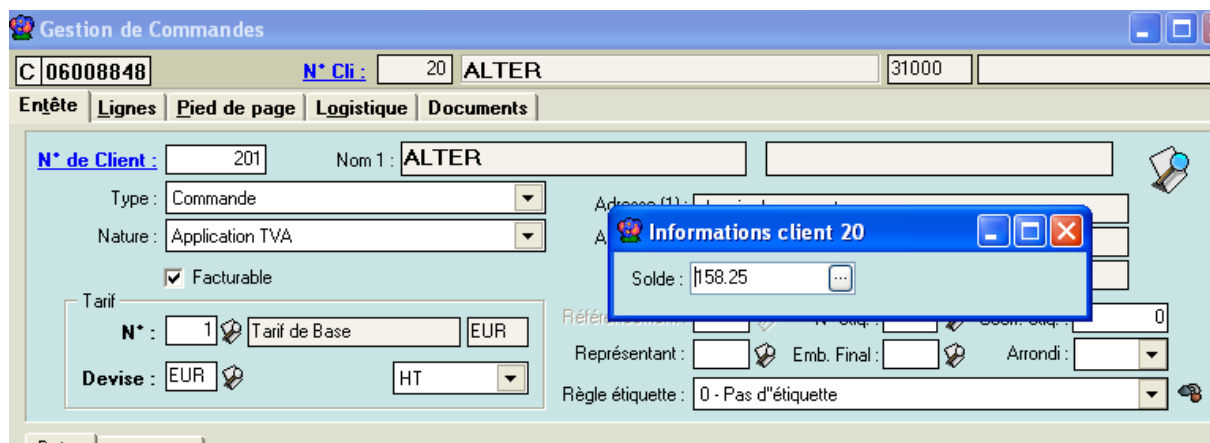 Gestion de Commandes
C 06008848 N° Cli : 20 ALTER 31000
Entête Lignes Pied de page Logistique Documents
N° de Client : 201 Nom 1 : ALTER
Type : Commande
Nature : Application TVA
Facturable
Informations client 20
Solde : 158.25 ...
Tarif
N° : 1 Tarif de Base EUR 0
Représentant : Emb. Final : Arrondi :
Devise : EUR HT
Règle étiquette : 0 - Pas d"étiquette